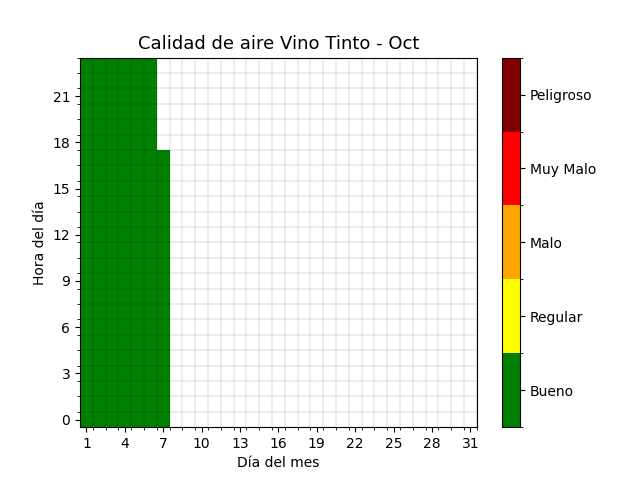 Calidad de aire Vino Tinto - Oct
Hora del día
21
18
15
12
9
6
3
0
1 4 7 10 13 16 19 22 25 28 31
Día del mes
Peligroso
Muy Malo
Malo
Regular
Bueno